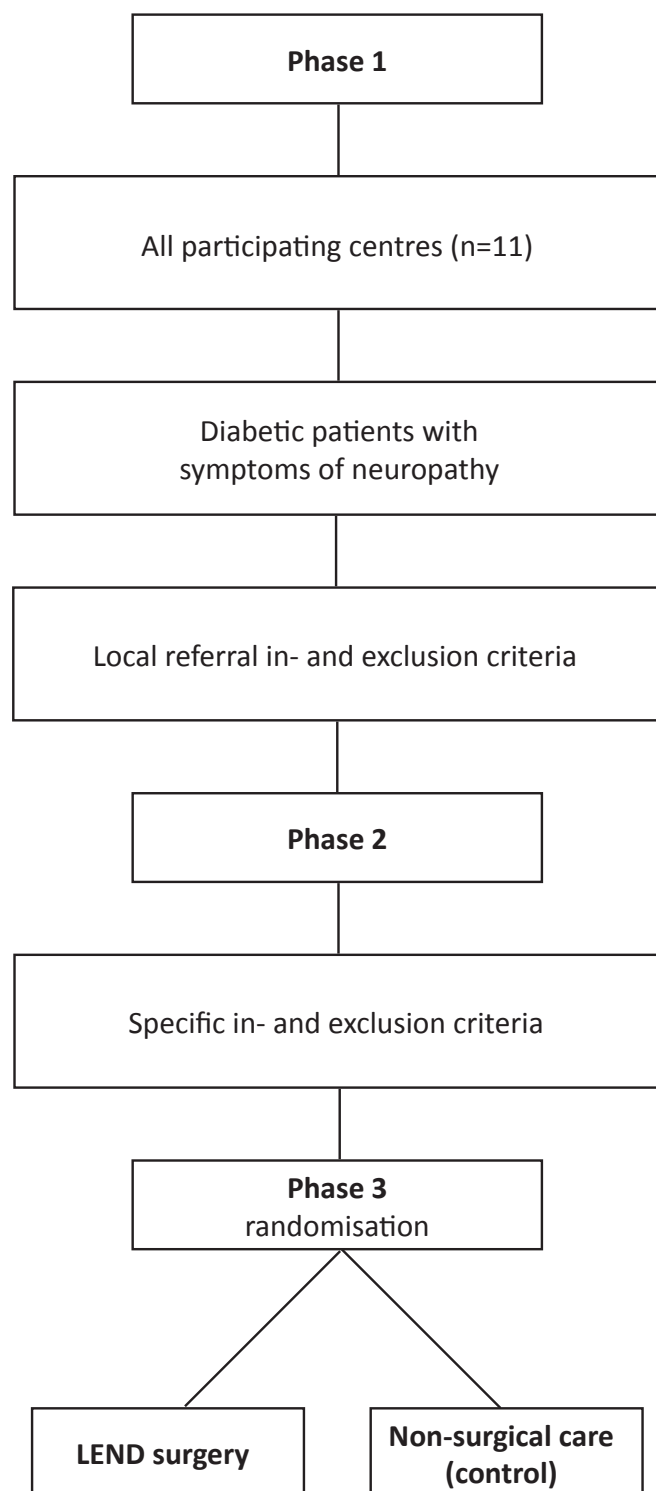 Phase 1
All participating centres (n=11)
Diabetic patients with
symptoms of neuropathy
Local referral in- and exclusion criteria
Phase 2
Specific in- and exclusion criteria
Phase 3
randomisation
LEND surgery
Non-surgical care
(control)